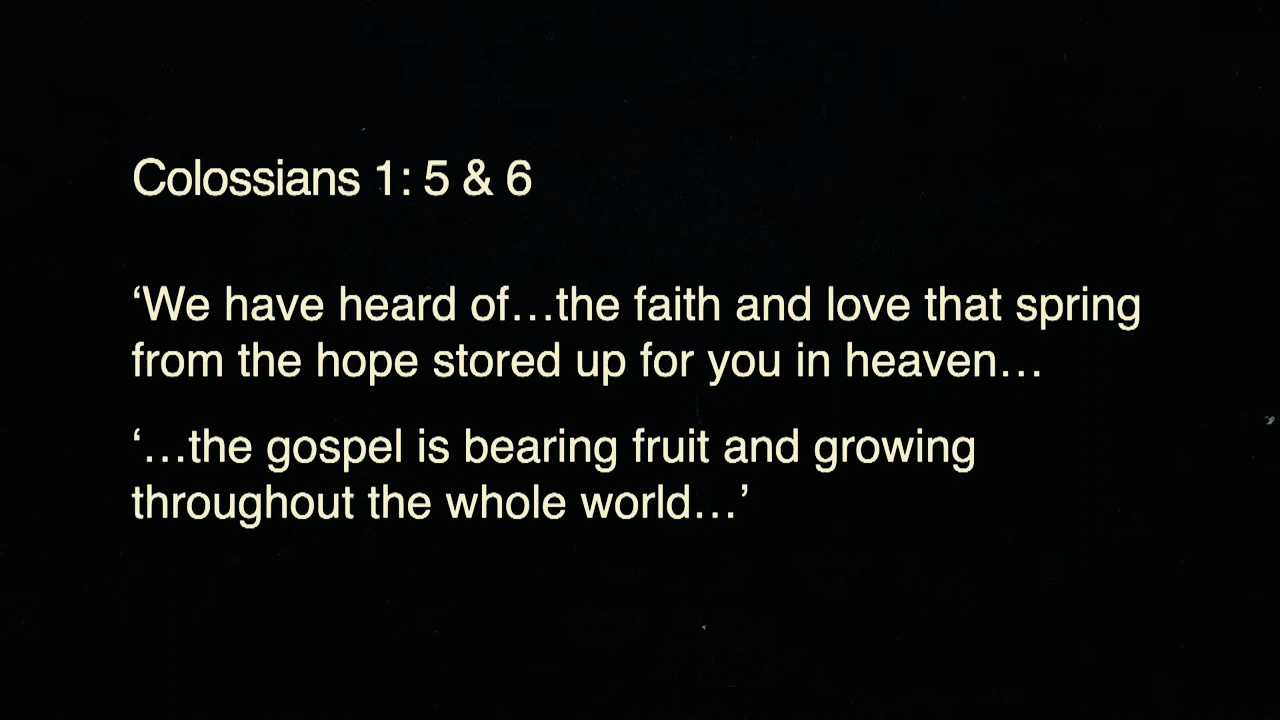 Colossians 1: 5 & 6
‘We have heard of…the faith and love that spring
from the hope stored up for you in heaven…
‘…the gospel is bearing fruit and growing
throughout the whole world…’